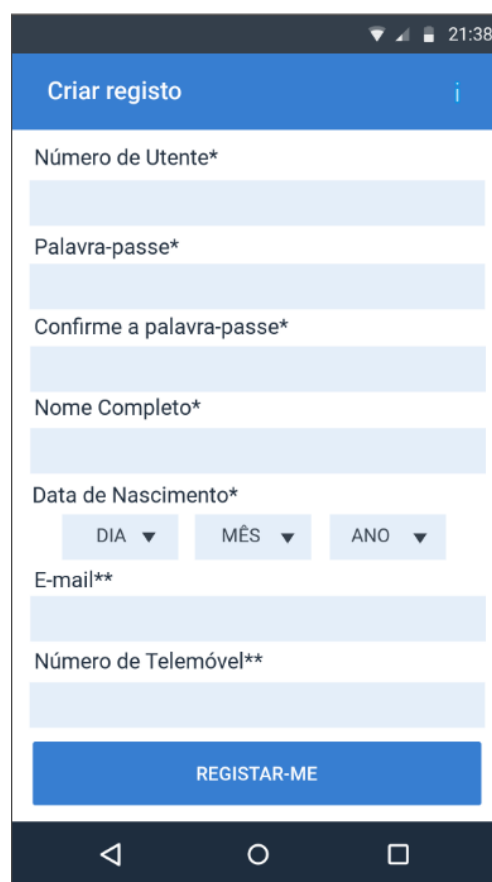 21:38
Criar registo i
Número de Utente*
Palavra-passe*
Confirme a palavra-passe*
Nome Completo*
Data de Nascimento*
DIA MÊS ANO
E-mail**
Número de Telemóvel**
REGISTAR-ME